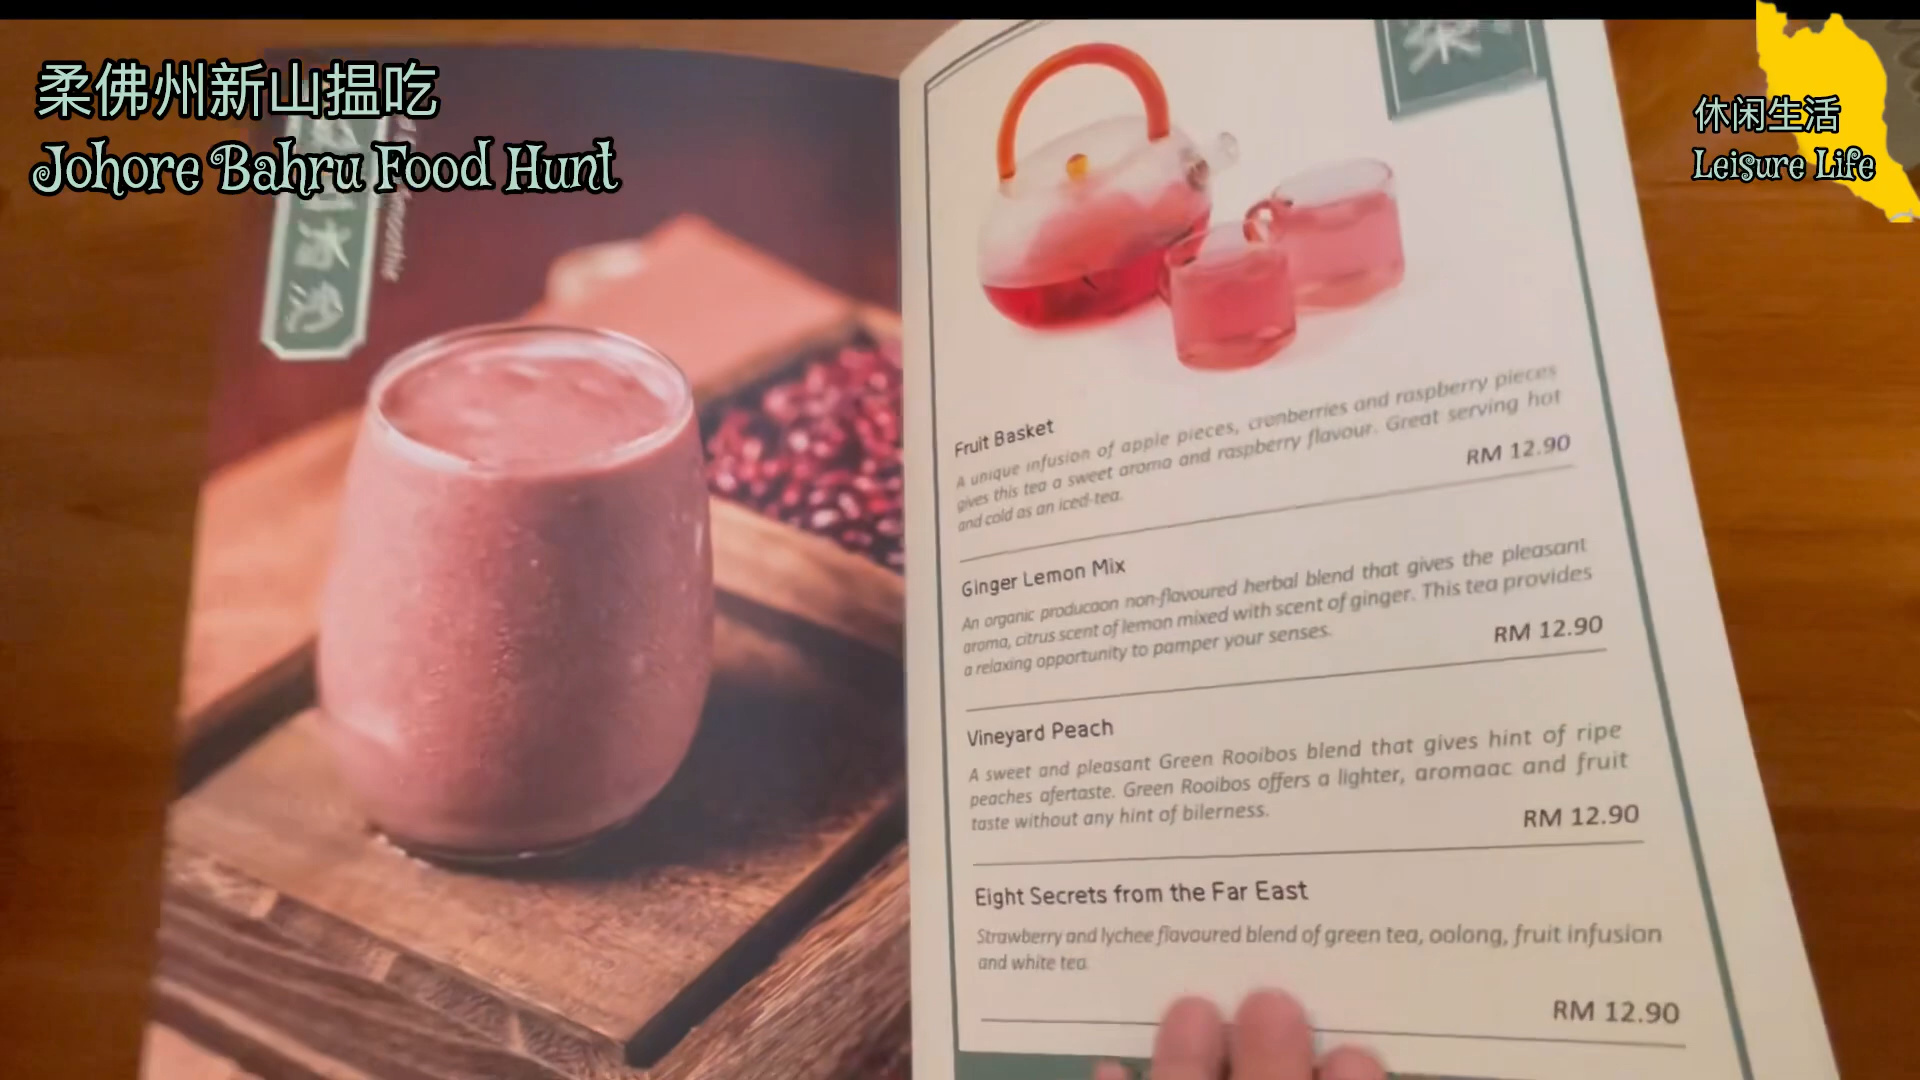 柔佛州新山揾吃
Johore Bahru Food Hunt
休闲生活
Leisure Life
Smoothie
茶
Fruit Basket
A unique infusion of apple pieces, cranberries and raspberry pieces
gives this tea a sweet aroma and raspberry flavour. Great serving hot
and cold as an iced-tea.
RM 12.90
Ginger Lemon Mix
An organic producaon non-flavoured herbal blend that gives the pleasant
aroma, citrus scent of lemon mixed with scent of ginger. This tea provides
a relaxing opportunity to pamper your senses.
RM 12.90
Vineyard Peach
A sweet and pleasant Green Rooibos blend that gives hint of ripe
peaches afertaste. Green Rooibos offers a lighter, aromaac and fruit
taste without any hint of bilerness.
RM 12.90
Eight Secrets from the Far East
Strawberry and lychee flavoured blend of green tea, oolong, fruit infusion
and white tea.
RM 12.90